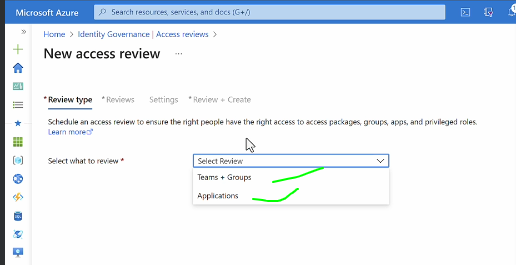 Microsoft Azure
Search resources, services, and docs (G+/)
Home > Identity Governance | Access reviews >
New access review ...
*Review type *Reviews Settings *Review + Create
Schedule an access review to ensure the right people have the right access to access packages, groups, apps, and privileged roles.
Learn more
Select what to review * Select Review
Teams + Groups
Applications